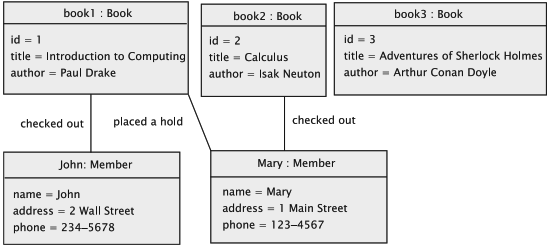 book1 : Book
id = 1
title = Introduction to Computing
author = Paul Drake
book2 : Book
id = 2
title = Calculus
author = Isak Neuton
book3 : Book
id = 3
title = Adventures of Sherlock Holmes
author = Arthur Conan Doyle
checked out
placed a hold
checked out
John: Member
name = John
address = 2 Wall Street
phone = 234–5678
Mary : Member
name = Mary
address = 1 Main Street
phone = 123–4567